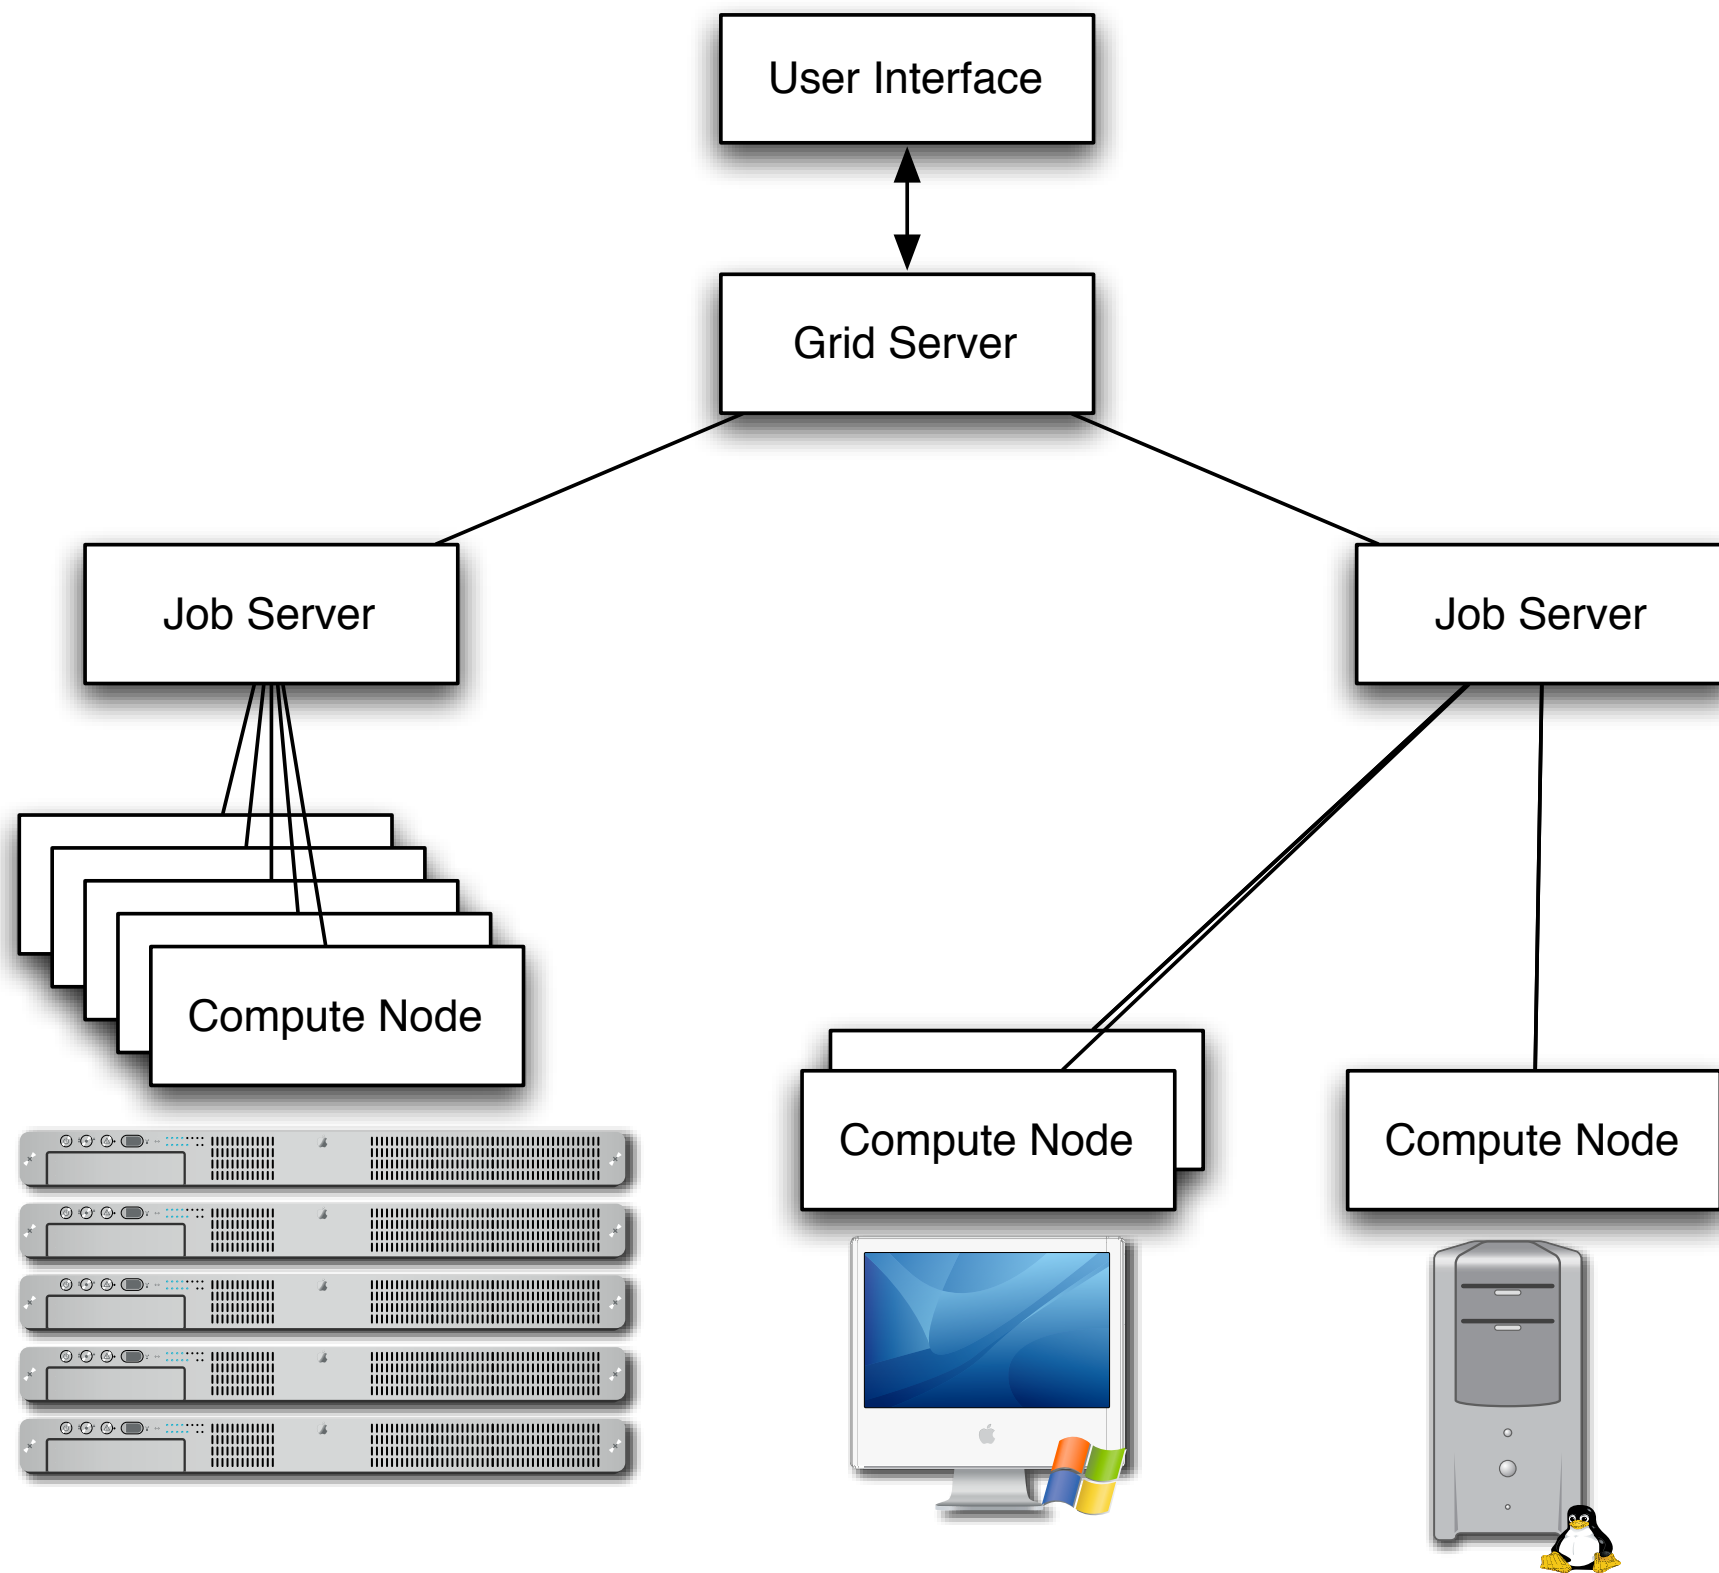 User Interface
Grid Server
Job Server
Job Server
Compute Node
Compute Node
Compute Node